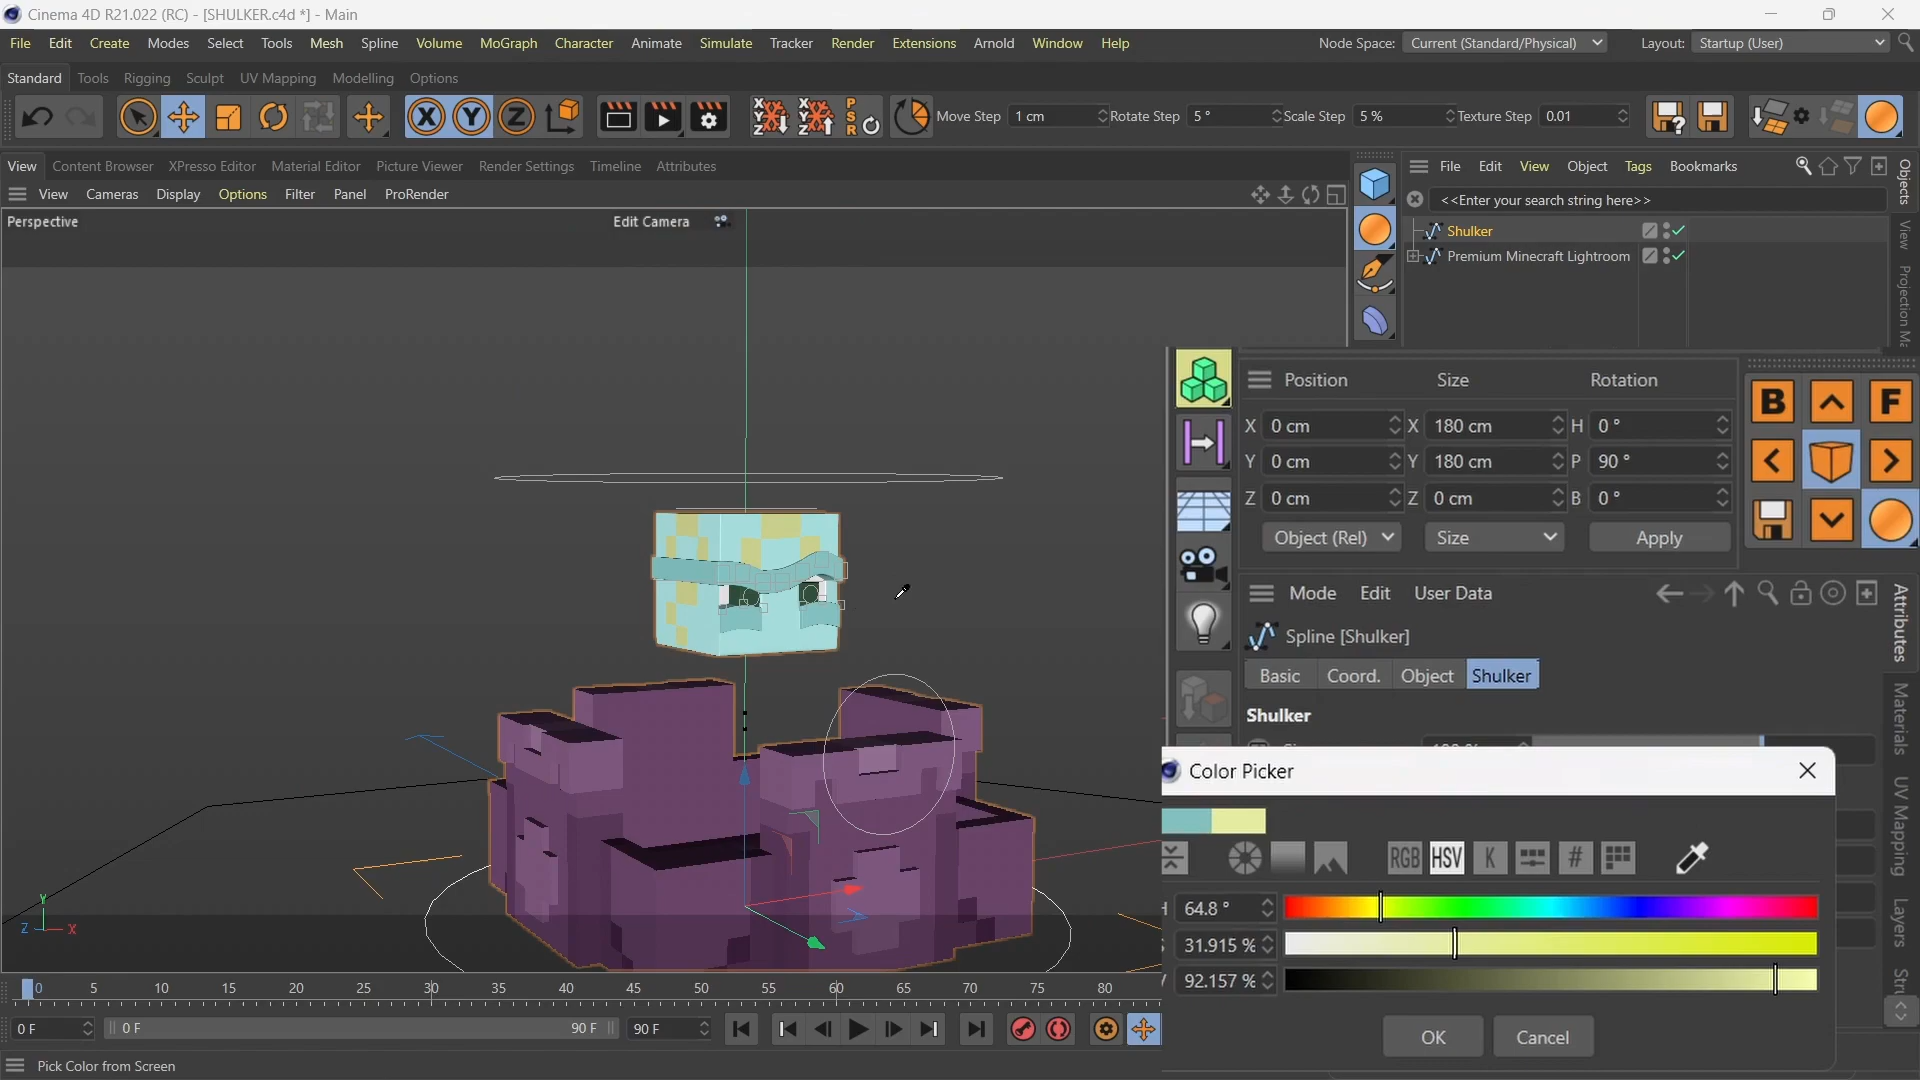 Cinema 4D R21.022 (RC) - [SHULKER.c4d *] - Main
File Edit Create Modes Select Tools Mesh Spline Volume MoGraph Character Animate Simulate Tracker Render Extensions Arnold Window Help Node Space: Current (Standard/Physical) Layout: Startup (User)
Standard Tools Rigging Sculpt UV Mapping Modelling Options
X Y Z Move Step 1 cm Rotate Step 5 ° Scale Step 5 % Texture Step 0.01
View Content Browser XPresso Editor Material Editor Picture Viewer Render Settings Timeline Attributes
File Edit View Object Tags Bookmarks
View Cameras Display Options Filter Panel ProRender
<<Enter your search string here>>
Perspective Edit Camera
Shulker
Premium Minecraft Lightroom
Objects
View
Projection Ma
Position Size Rotation
X 0 cm X 180 cm H 0 °
Y 0 cm Y 180 cm P 90 °
Z 0 cm Z 0 cm B 0 °
Object (Rel) Size Apply
B F
Mode Edit User Data
Spline [Shulker]
Basic Coord. Object Shulker
Shulker
Attributes
Materials
UV Mapping
Layers
Color Picker
RGB HSV K #
64.8 °
31.915 %
92.157 %
OK Cancel
Y
Z X
0 5 10 15 20 25 30 35 40 45 50 55 60 65 70 75 80
0 F 0 F 90 F 90 F
Pick Color from Screen